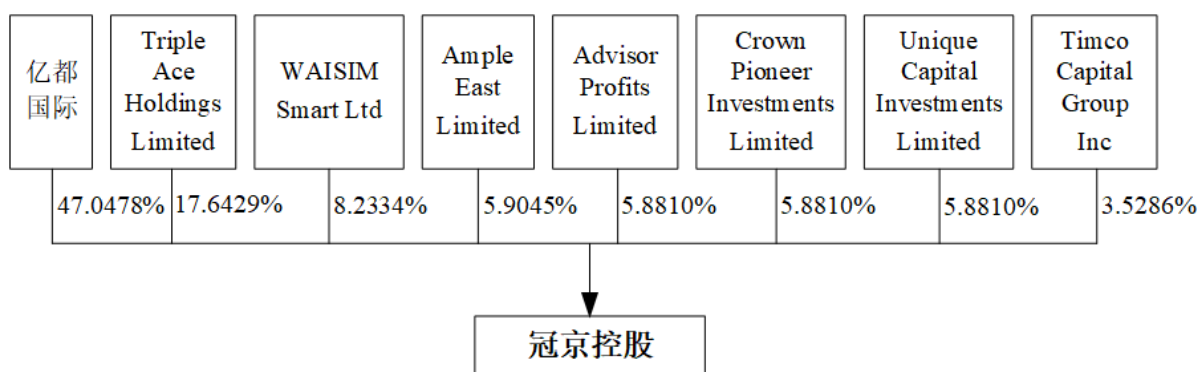 亿都
国际
Triple
Ace
Holdings
Limited
WAISIM
Smart Ltd
Ample
East
Limited
Advisor
Profits
Limited
Crown
Pioneer
Investments
Limited
Unique
Capital
Investments
Limited
Timco
Capital
Group
Inc
47.0478%
17.6429%
8.2334%
5.9045%
5.8810%
5.8810%
5.8810%
3.5286%
冠京控股